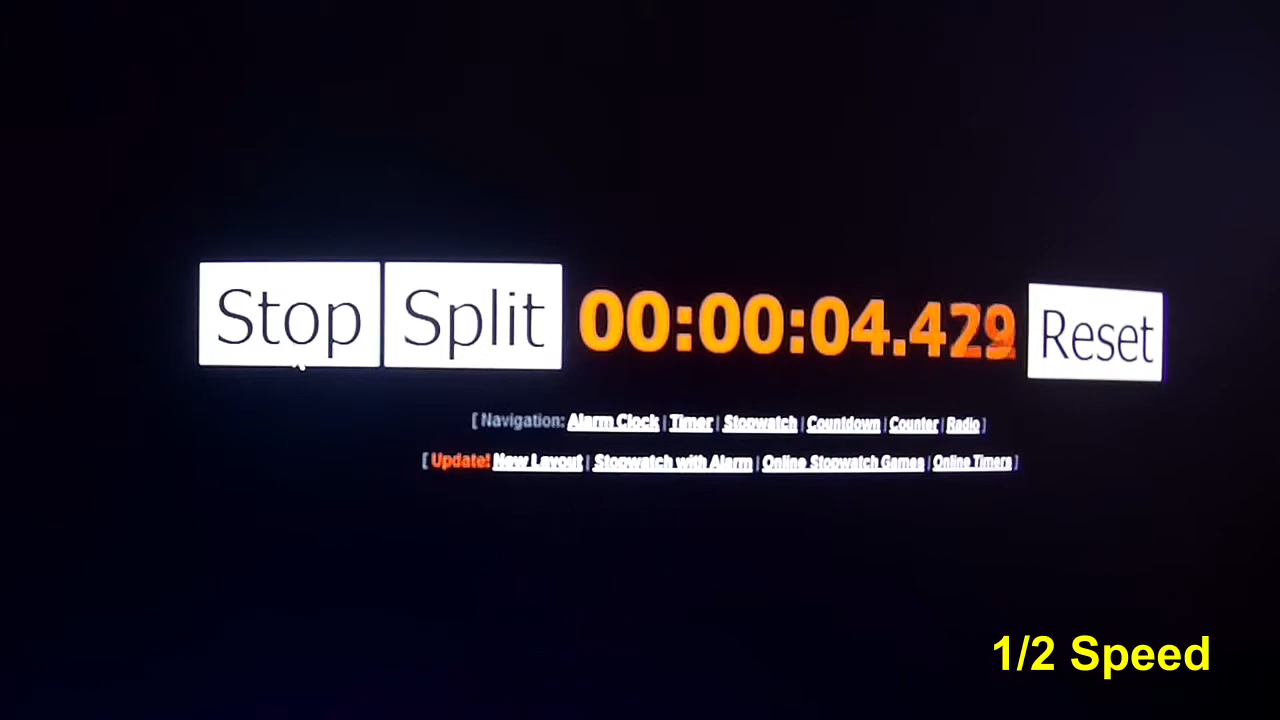 Stop Split 00:00:04.429 Reset
[ Navigation: Alarm Clock | Timer | Stopwatch | Countdown | Counter | Radio ]
[ Update! New Layout | Stopwatch with Alarm | Online Stopwatch Games | Online Timers ]
1/2 Speed